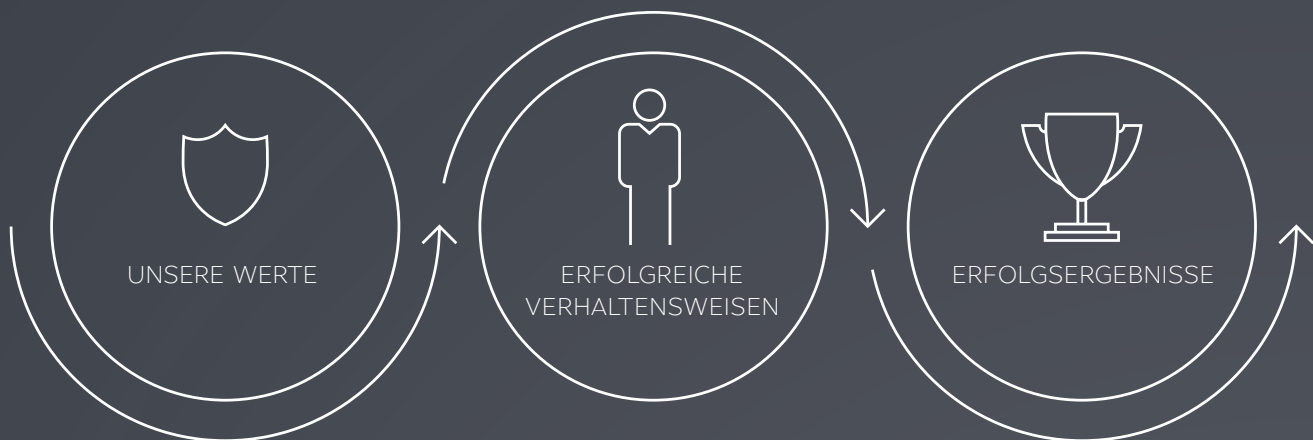 UNSERE WERTE
ERFOLGREICHE
VERHALTENSWEISEN
ERFOLGSERGEBNISSE